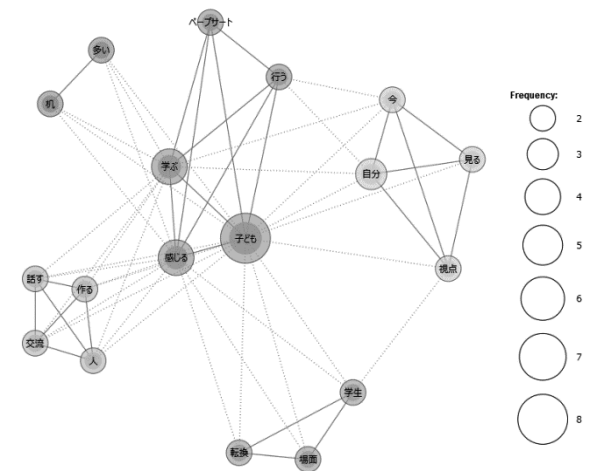 ペープサート
多い
行う
机
今
Frequency:
2
見る
3
学ぶ
自分
4
子ども
5
感じる
視点
話す
作る
6
交流
人
7
学生
8
転換
場面